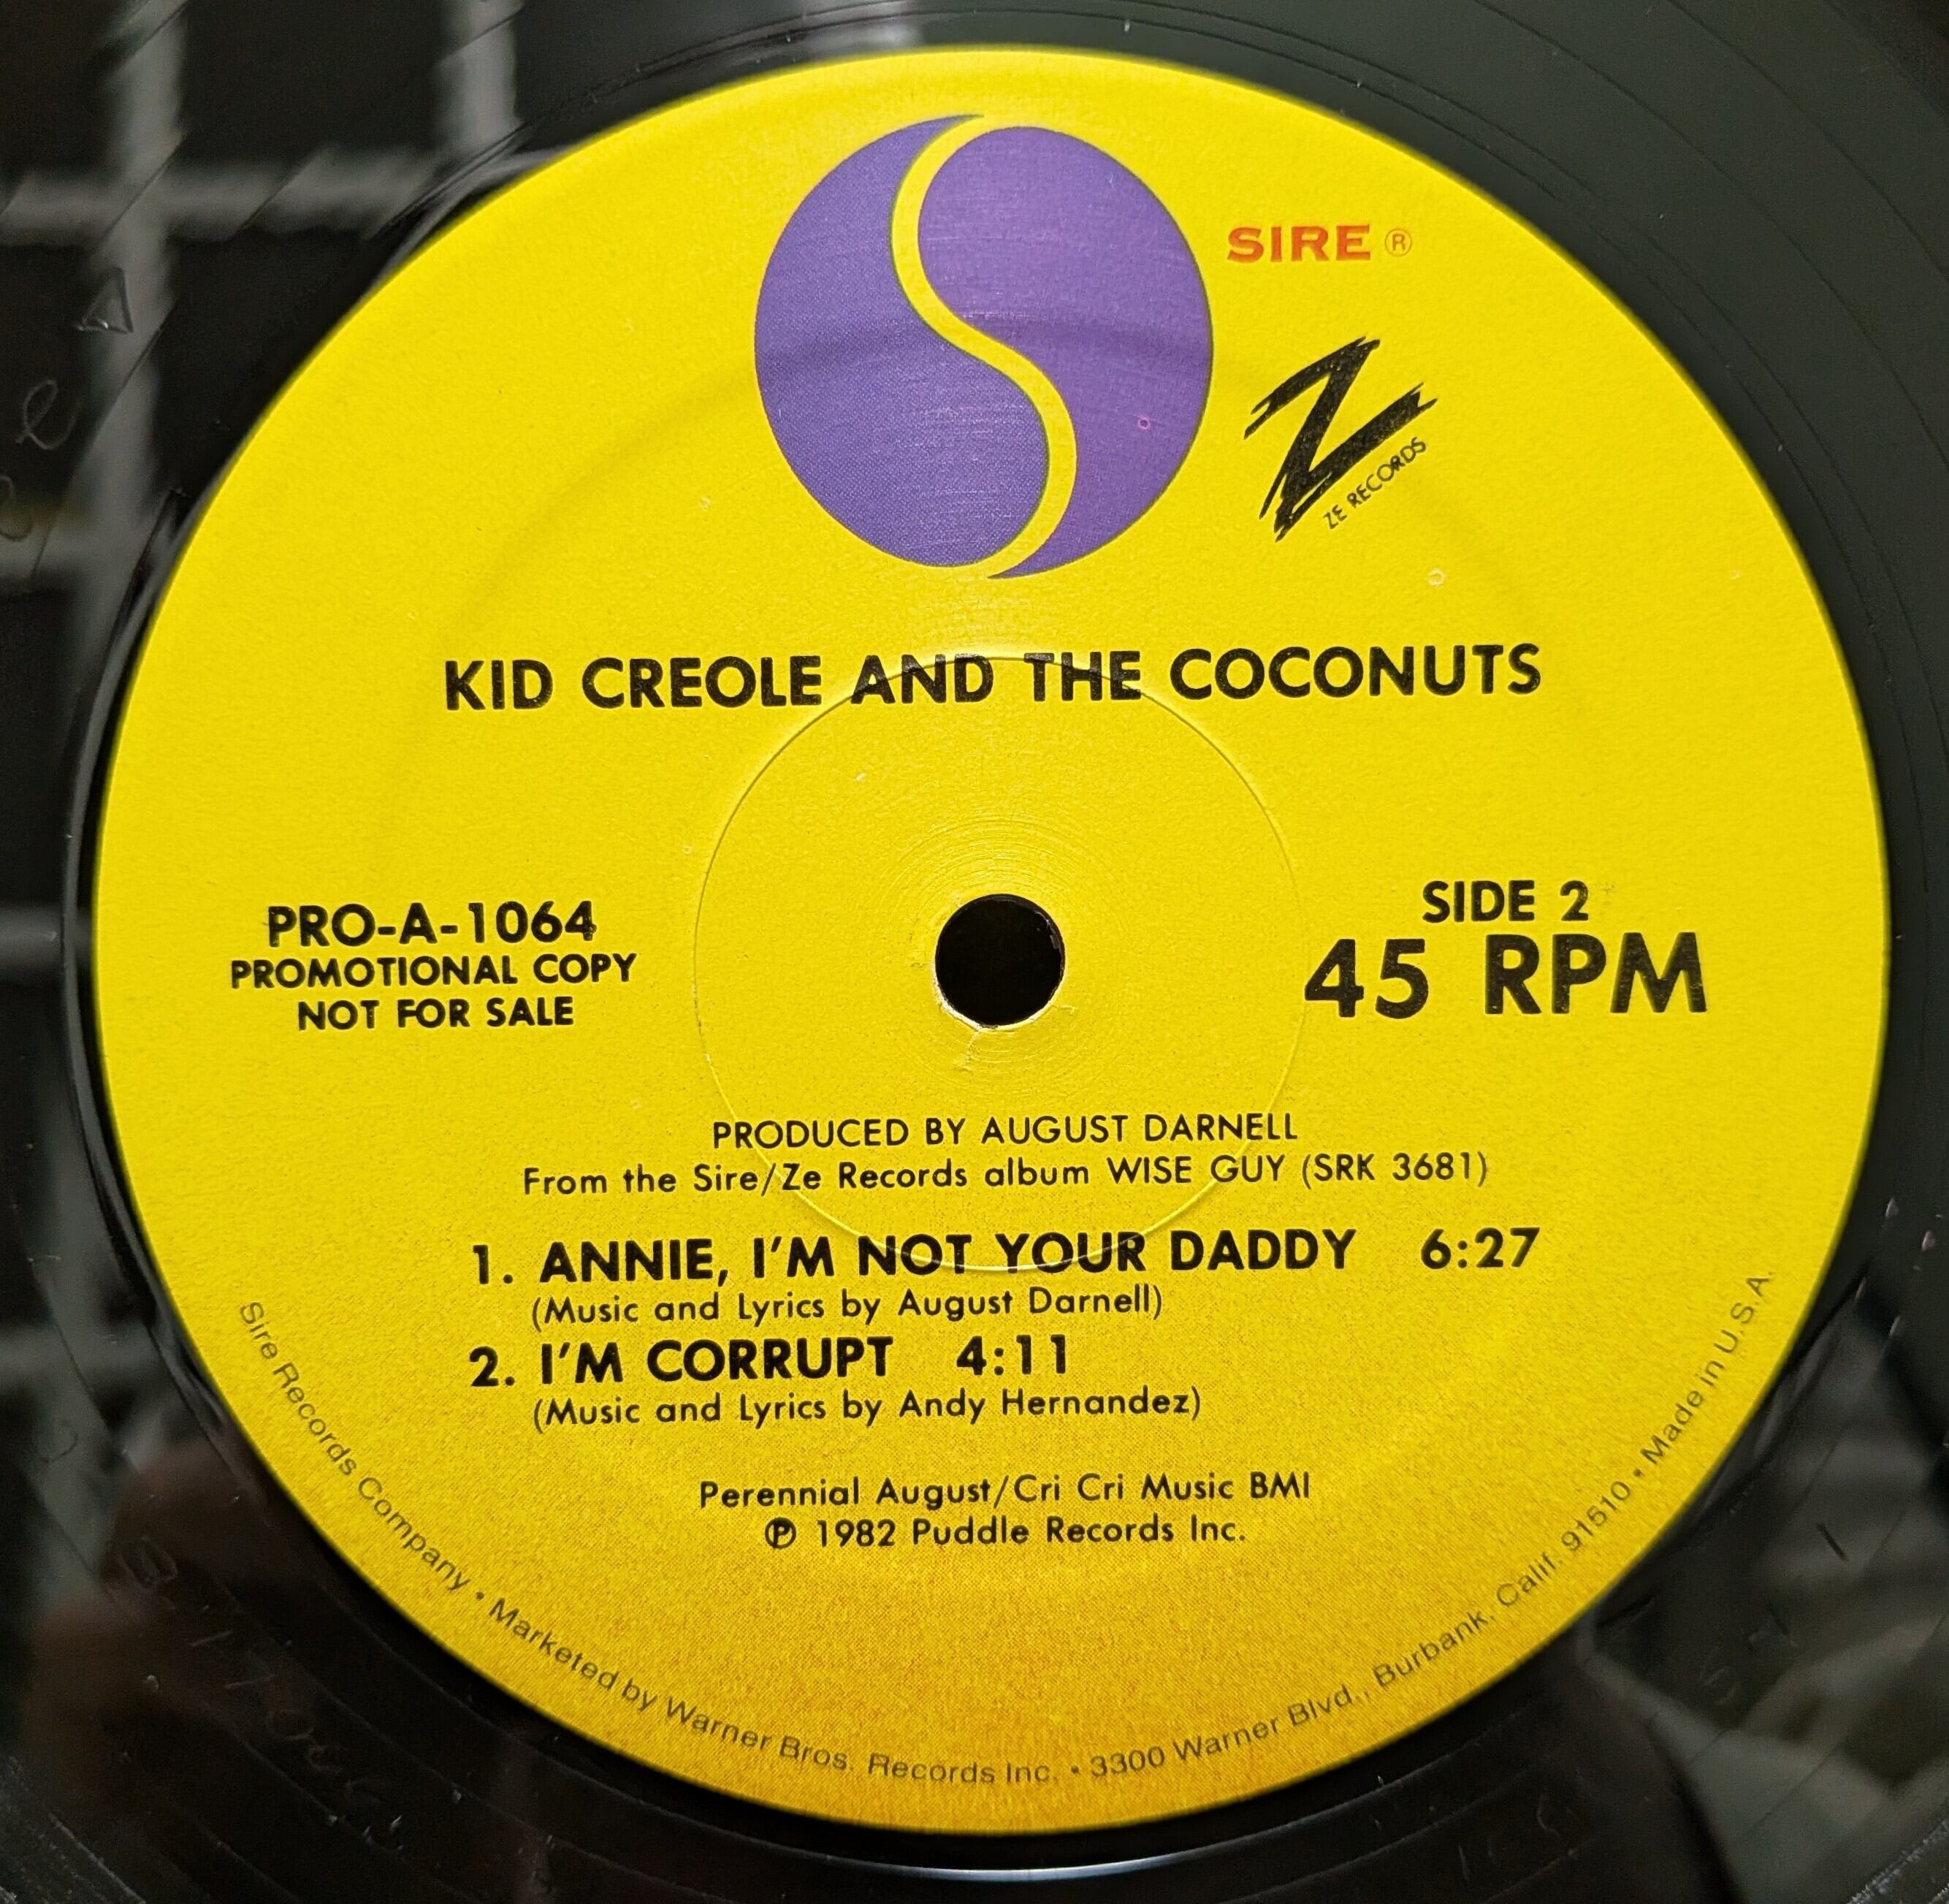 SIRE ®
Z
ZE RECORDS
KID CREOLE AND THE COCONUTS
PRO-A-1064
PROMOTIONAL COPY
NOT FOR SALE
SIDE 2
45 RPM
PRODUCED BY AUGUST DARNELL
From the Sire/Ze Records album WISE GUY (SRK 3681)
1. ANNIE, I'M NOT YOUR DADDY 6:27
(Music and Lyrics by August Darnell)
2. I'M CORRUPT 4:11
(Music and Lyrics by Andy Hernandez)
Perennial August/Cri Cri Music BMI
℗ 1982 Puddle Records Inc.
Sire Records Company • Marketed by Warner Bros. Records Inc. • 3300 Warner Blvd., Burbank, Calif. 91510 • Made in U.S.A.